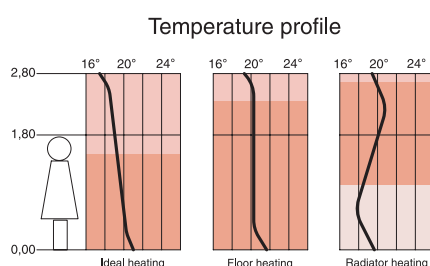 Temperature profile
16° 20° 24° 16° 20° 24° 16° 20° 24°
2,80
1,80
0,00
Ideal heating Floor heating Radiator heating